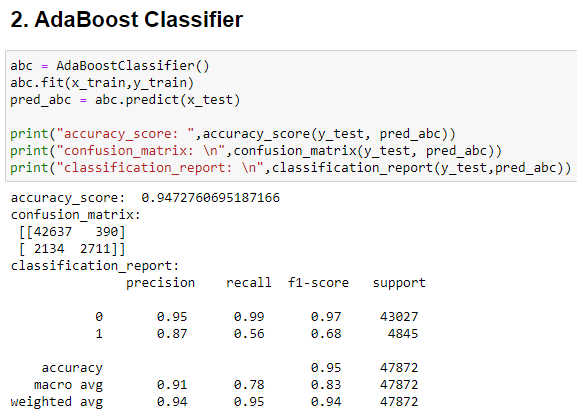 2. AdaBoost Classifier
abc = AdaBoostClassifier()
abc.fit(x_train,y_train)
pred_abc = abc.predict(x_test)
print("accuracy_score: ",accuracy_score(y_test, pred_abc))
print("confusion_matrix: \n",confusion_matrix(y_test, pred_abc))
print("classification_report: \n",classification_report(y_test,pred_abc))
accuracy_score:  0.9472760695187166
confusion_matrix:
 [[42637   390]
 [ 2134  2711]]
classification_report:
              precision    recall  f1-score   support
           0       0.95      0.99      0.97     43027
           1       0.87      0.56      0.68      4845
    accuracy                           0.95     47872
   macro avg       0.91      0.78      0.83     47872
weighted avg       0.94      0.95      0.94     47872